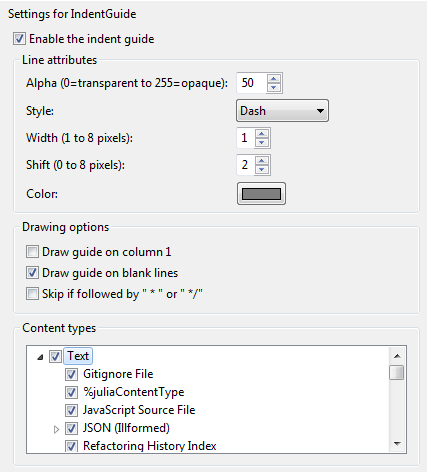 Settings for IndentGuide
Enable the indent guide
Line attributes
Alpha (0=transparent to 255=opaque): 50
Style: Dash
Width (1 to 8 pixels): 1
Shift (0 to 8 pixels): 2
Color:
Drawing options
Draw guide on column 1
Draw guide on blank lines
Skip if followed by " * " or " */"
Content types
Text
Gitignore File
%juliaContentType
JavaScript Source File
JSON (Illformed)
Refactoring History Index